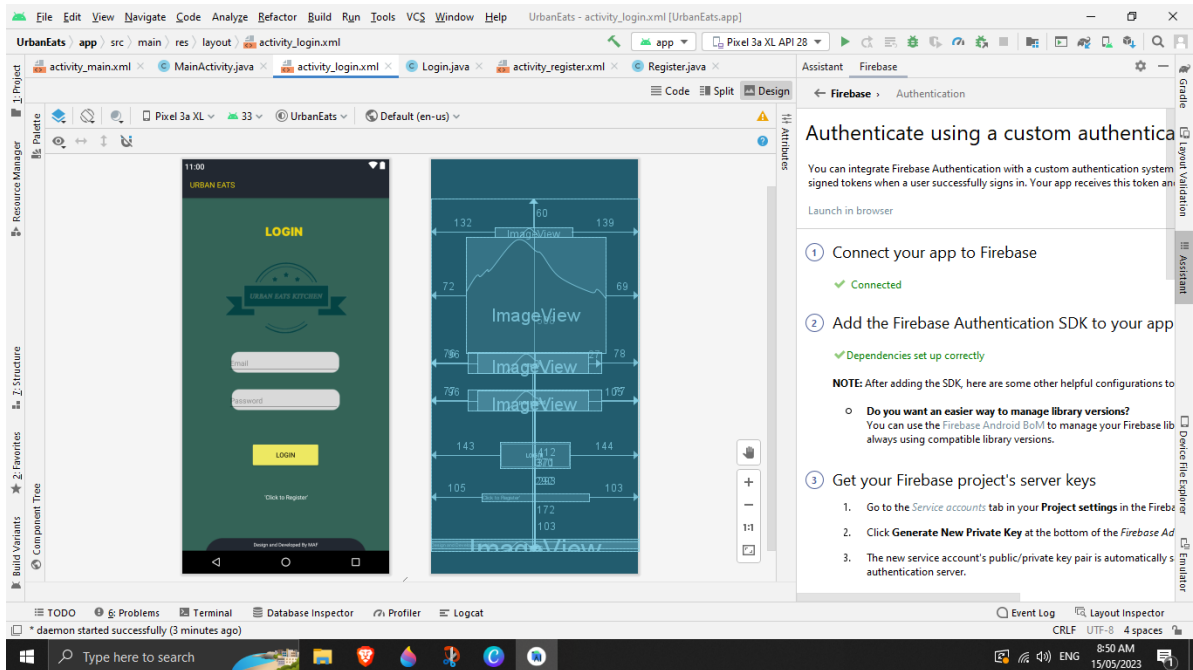 File Edit View Navigate Code Analyze Refactor Build Run Tools VCS Window Help UrbanEats - activity_login.xml [UrbanEats.app]
UrbanEats app src main res layout activity_login.xml app Pixel 3a XL API 28
activity_main.xml MainActivity.java activity_login.xml Login.java activity_register.xml Register.java
Code Split Design
Pixel 3a XL 33 UrbanEats Default (en-us)
1: Project
Resource Manager
7: Structure
2: Favorites
Build Variants
Palette
Component Tree
Attributes
11:00
URBAN EATS
LOGIN
URBAN EATS KITCHEN
Email
Password
LOGIN
'Click to Register'
Design and Developed By MAF
60
132 139
ImageView
72 69
ImageView
78
ImageView
ImageView
143 144
412
105 103
'Click to Register'
172
103
ImageView
1:1
Assistant Firebase
Firebase Authentication
Authenticate using a custom authentica
You can integrate Firebase Authentication with a custom authentication system
signed tokens when a user successfully signs in. Your app receives this token an
Launch in browser
1 Connect your app to Firebase
Connected
2 Add the Firebase Authentication SDK to your app
Dependencies set up correctly
NOTE: After adding the SDK, here are some other helpful configurations to
Do you want an easier way to manage library versions?
You can use the Firebase Android BoM to manage your Firebase lib
always using compatible library versions.
3 Get your Firebase project's server keys
1. Go to the Service accounts tab in your Project settings in the Fireba
2. Click Generate New Private Key at the bottom of the Firebase Ad
3. The new service account's public/private key pair is automatically s
authentication server.
Gradle
Layout Validation
Assistant
Device File Explorer
Emulator
TODO 6: Problems Terminal Database Inspector Profiler Logcat Event Log Layout Inspector
* daemon started successfully (3 minutes ago) CRLF UTF-8 4 spaces
Type here to search ENG 8:50 AM
15/05/2023